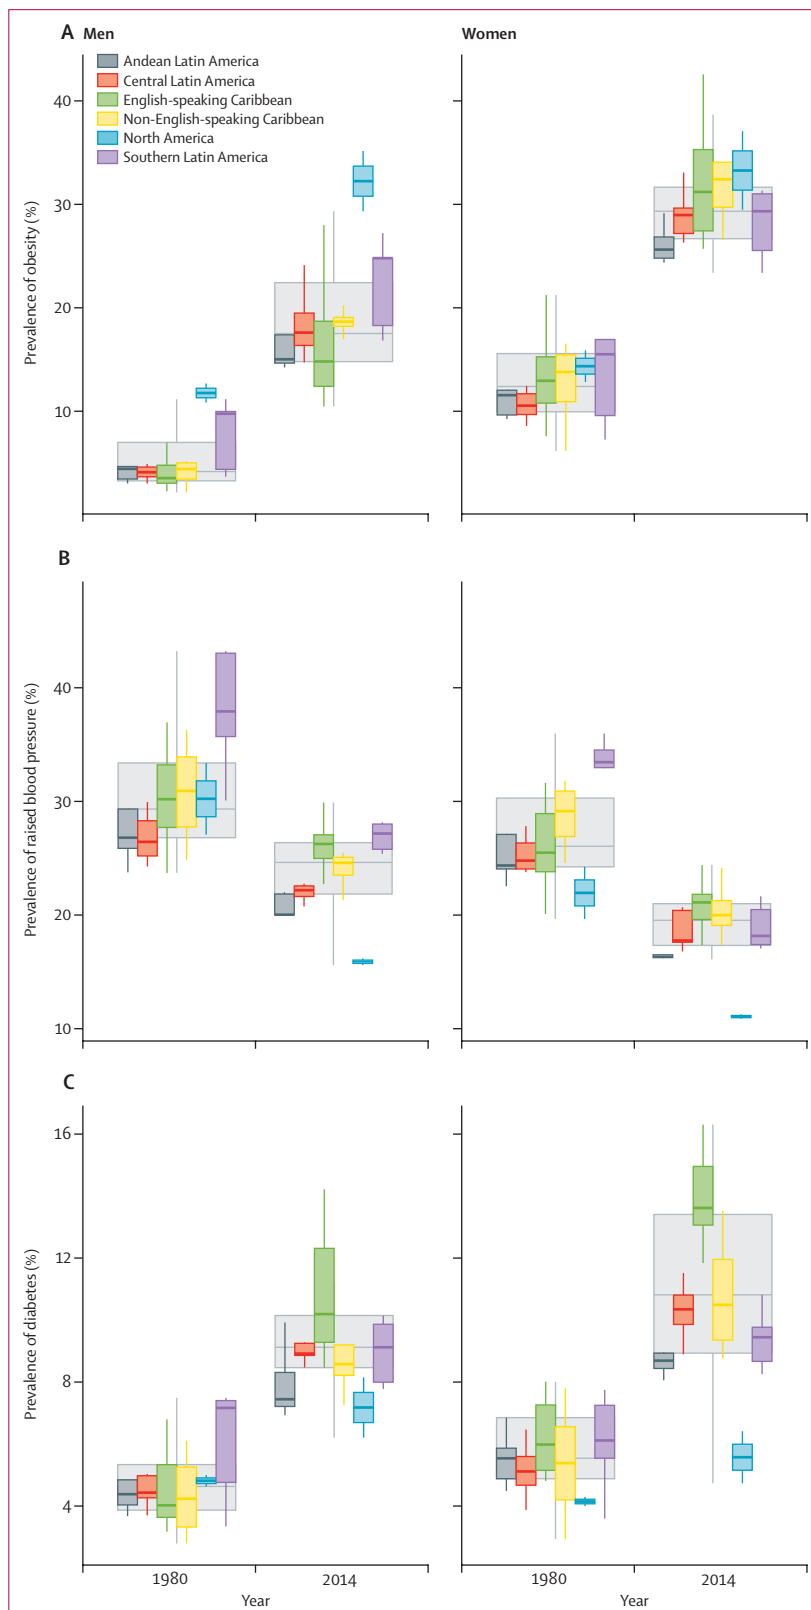 A Men
Women
Andean Latin America
Central Latin America
English-speaking Caribbean
Non-English-speaking Caribbean
North America
Southern Latin America
Prevalence of obesity (%)
40
30
20
10
B
Prevalence of raised blood pressure (%)
40
30
20
10
C
Prevalence of diabetes (%)
16
12
8
4
1980
2014
Year
1980
2014
Year